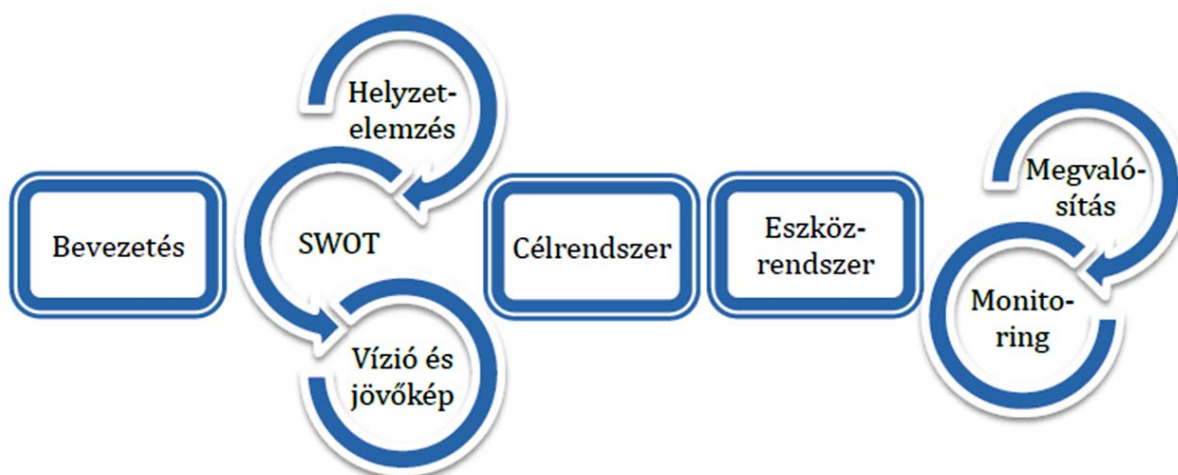 Bevezetés
Helyzet-
elemzés
SWOT
Vízió és
jövőkép
Célrendszer
Eszköz-
rendszer
Megvaló-
sítás
Monito-
ring